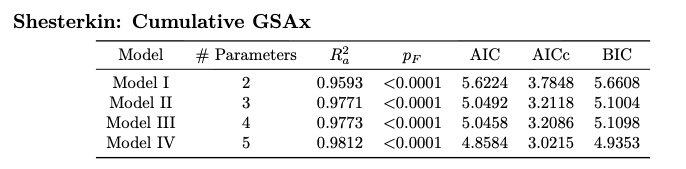 Shesterkin: Cumulative GSAx
Model # Parameters R²ₐ p_F AIC AICc BIC
Model I 2 0.9593 <0.0001 5.6224 3.7848 5.6608
Model II 3 0.9771 <0.0001 5.0492 3.2118 5.1004
Model III 4 0.9773 <0.0001 5.0458 3.2086 5.1098
Model IV 5 0.9812 <0.0001 4.8584 3.0215 4.9353